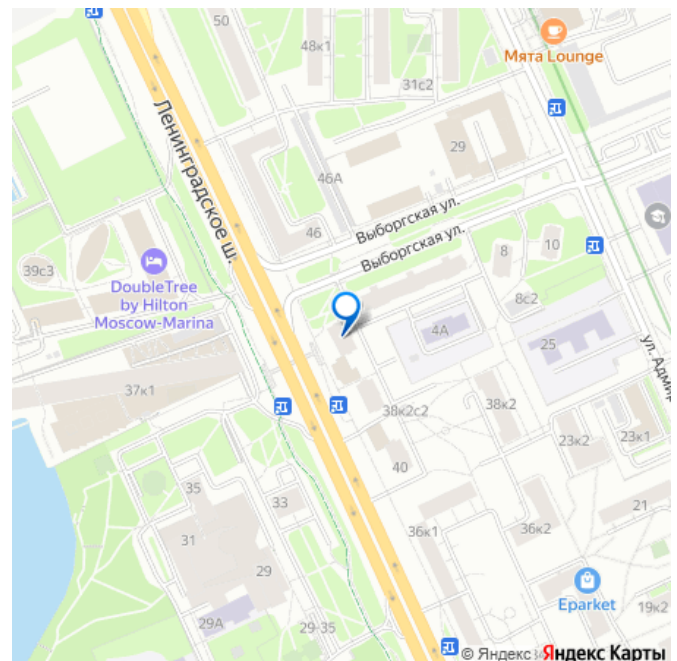 50
48к1
Мята Lounge
31с2
Ленинградское ш.
29
46А
46
Выборгская ул.
Выборгская ул.
8
10
39с3
DoubleTree
by Hilton
Moscow-Marina
8с2
4А
25
ул. Адмир
37к1
38к2с2
38к2
23к2
23к1
40
35
33
31
36к1
36к2
21
29
Eparket
19к2
29А
29-35
© Яндекс Яндекс Карты